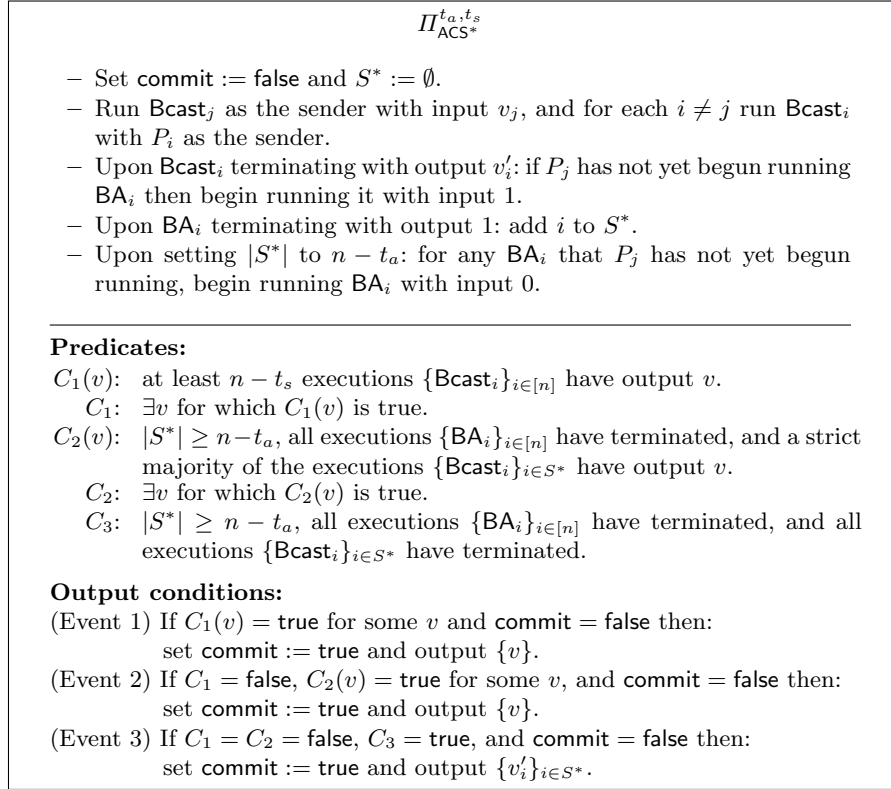 Π^{t_a,t_s}_{ACS*}
– Set commit := false and S* := ∅.
– Run Bcast_j as the sender with input v_j, and for each i ≠ j run Bcast_i
with P_i as the sender.
– Upon Bcast_i terminating with output v′_i: if P_j has not yet begun running
BA_i then begin running it with input 1.
– Upon BA_i terminating with output 1: add i to S*.
– Upon setting |S*| to n − t_a: for any BA_i that P_j has not yet begun
running, begin running BA_i with input 0.
Predicates:
C_1(v): at least n − t_s executions {Bcast_i}_{i∈[n]} have output v.
C_1: ∃v for which C_1(v) is true.
C_2(v): |S*| ≥ n−t_a, all executions {BA_i}_{i∈[n]} have terminated, and a strict
majority of the executions {Bcast_i}_{i∈S*} have output v.
C_2: ∃v for which C_2(v) is true.
C_3: |S*| ≥ n − t_a, all executions {BA_i}_{i∈[n]} have terminated, and all
executions {Bcast_i}_{i∈S*} have terminated.
Output conditions:
(Event 1) If C_1(v) = true for some v and commit = false then:
set commit := true and output {v}.
(Event 2) If C_1 = false, C_2(v) = true for some v, and commit = false then:
set commit := true and output {v}.
(Event 3) If C_1 = C_2 = false, C_3 = true, and commit = false then:
set commit := true and output {v′_i}_{i∈S*}.